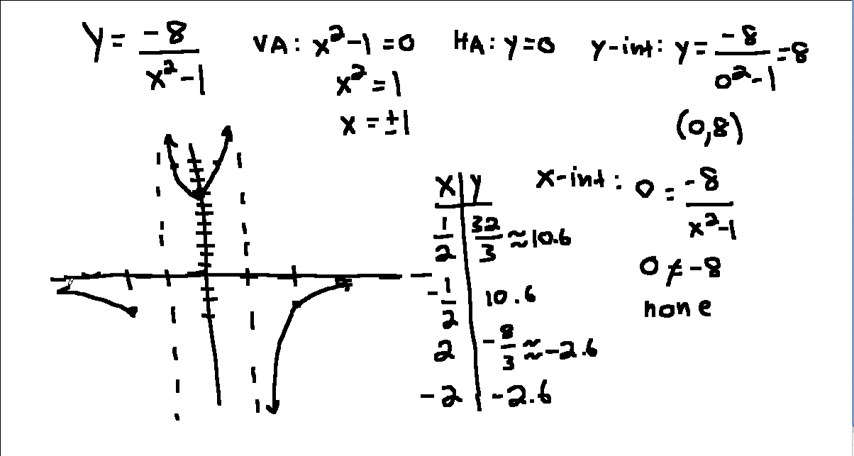 y = -8/(x²-1)
VA: x²-1=0
x²=1
x=±1
HA: y=0
y-int: y= -8/(0²-1) =8
(0,8)
x | y
1/2 | 32/3 ≈10.6
-1/2 | 10.6
2 | -8/3 ≈-2.6
-2 | -2.6
x-int: 0 = -8/(x²-1)
0≠-8
none